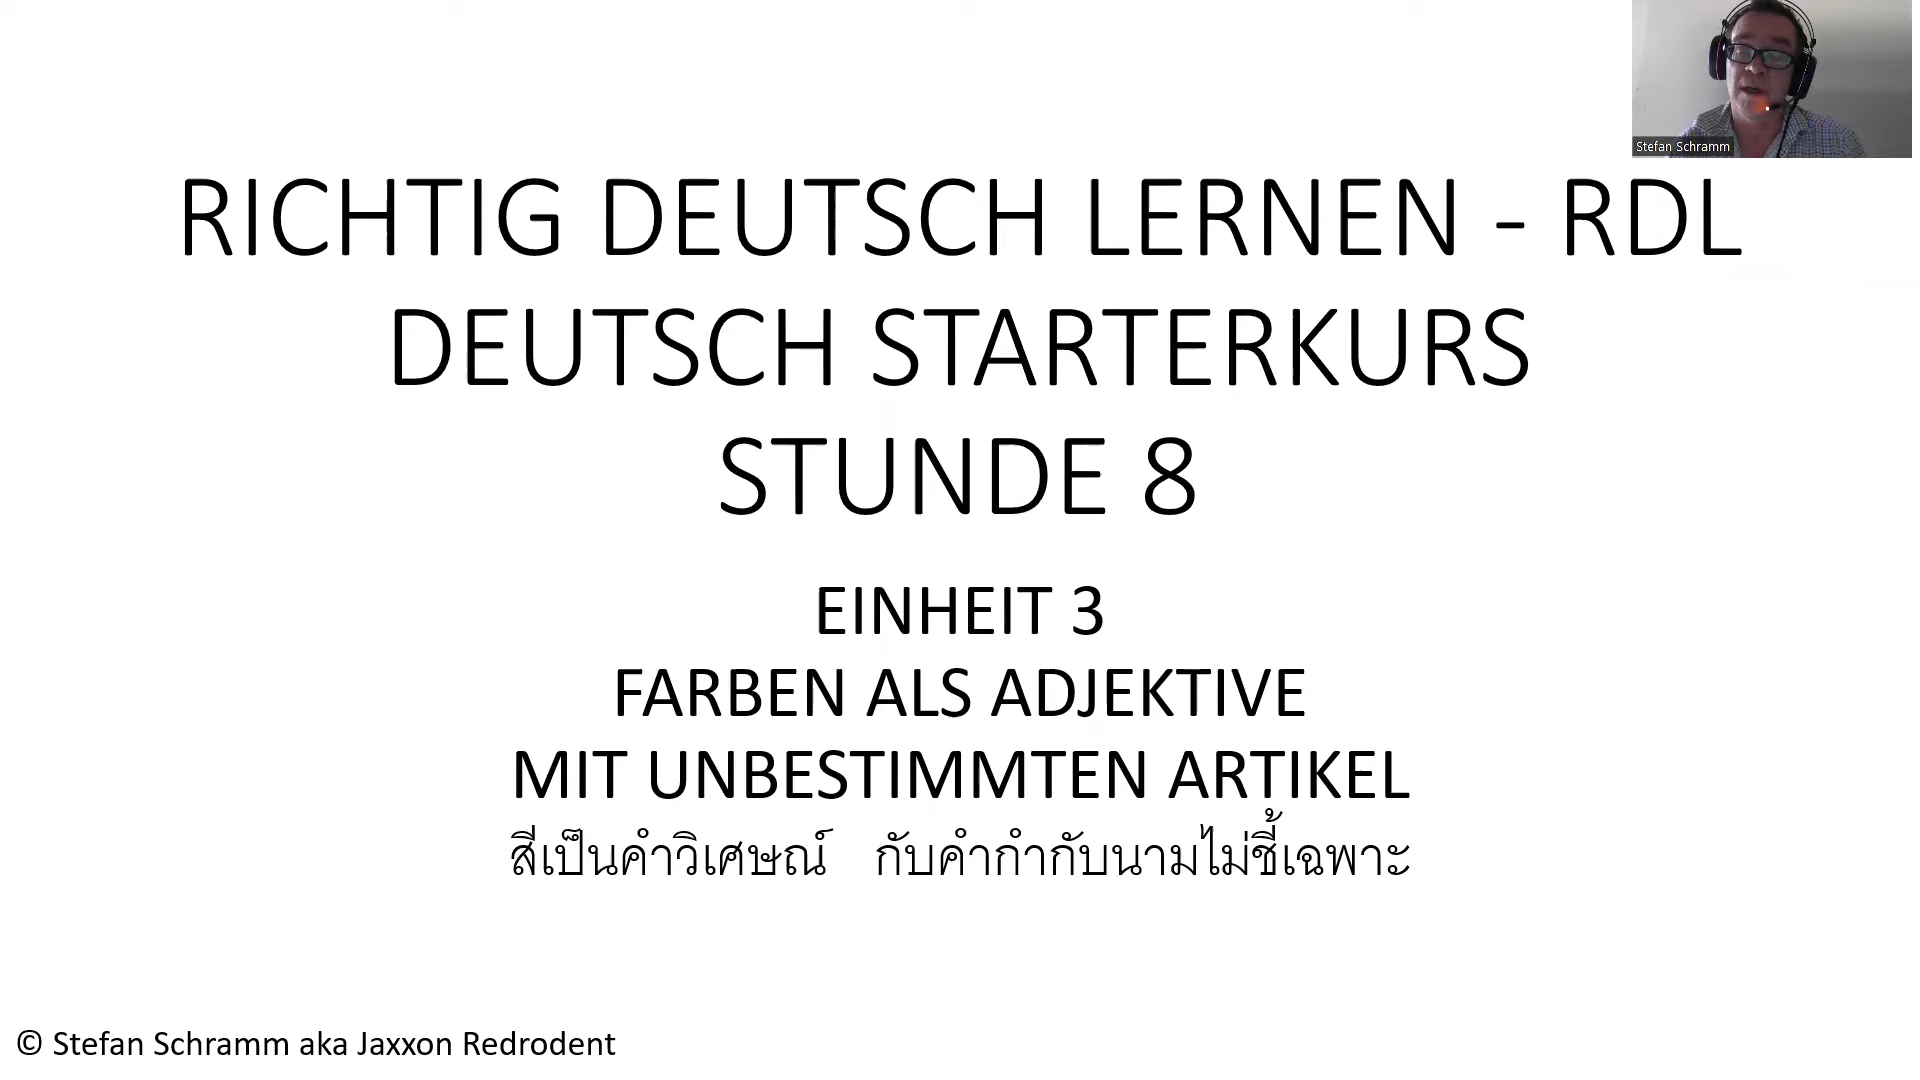 Stefan Schramm
RICHTIG DEUTSCH LERNEN - RDL
DEUTSCH STARTERKURS
STUNDE 8
EINHEIT 3
FARBEN ALS ADJEKTIVE
MIT UNBESTIMMTEN ARTIKEL
สีเป็นคำวิเศษณ์ กับคำกำกับนามไม่ชี้เฉพาะ
© Stefan Schramm aka Jaxxon Redrodent